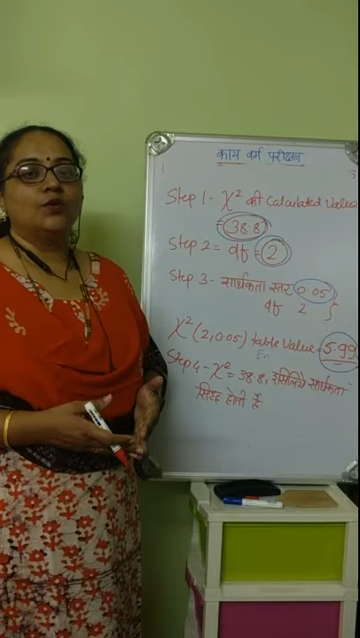 काय वर्ग परीक्षण
Step 1 - χ² की Calculated Value
= 38.8
Step 2 = df = 2
Step 3 - सार्थकता स्तर 0.05
df 2 }
χ² (2,0.05) table Value = 5.99
Step 4 - χ² = 38.8, इसिलिये सार्थकता
सिद्ध होती है